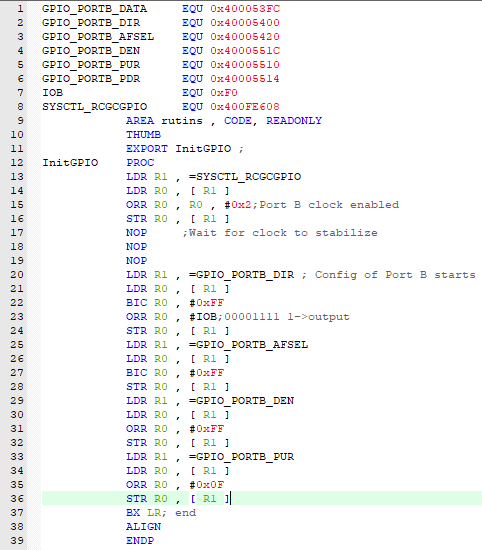 1 GPIO_PORTB_DATA EQU 0x400053FC
2 GPIO_PORTB_DIR EQU 0x40005400
3 GPIO_PORTB_AFSEL EQU 0x40005420
4 GPIO_PORTB_DEN EQU 0x4000551C
5 GPIO_PORTB_PUR EQU 0x40005510
6 GPIO_PORTB_PDR EQU 0x40005514
7 IOB EQU 0xF0
8 SYSCTL_RCGCGPIO EQU 0x400FE608
9 AREA rutins , CODE, READONLY
10 THUMB
11 EXPORT InitGPIO ;
12 InitGPIO PROC
13 LDR R1 , =SYSCTL_RCGCGPIO
14 LDR R0 , [ R1 ]
15 ORR R0 , R0 , #0x2;Port B clock enabled
16 STR R0 , [ R1 ]
17 NOP ;Wait for clock to stabilize
18 NOP
19 NOP
20 LDR R1 , =GPIO_PORTB_DIR ; Config of Port B starts
21 LDR R0 , [ R1 ]
22 BIC R0 , #0xFF
23 ORR R0 , #IOB;00001111 1->output
24 STR R0 , [ R1 ]
25 LDR R1 , =GPIO_PORTB_AFSEL
26 LDR R0 , [ R1 ]
27 BIC R0 , #0xFF
28 STR R0 , [ R1 ]
29 LDR R1 , =GPIO_PORTB_DEN
30 LDR R0 , [ R1 ]
31 ORR R0 , #0xFF
32 STR R0 , [ R1 ]
33 LDR R1 , =GPIO_PORTB_PUR
34 LDR R0 , [ R1 ]
35 ORR R0 , #0x0F
36 STR R0 , [ R1 ]
37 BX LR; end
38 ALIGN
39 ENDP